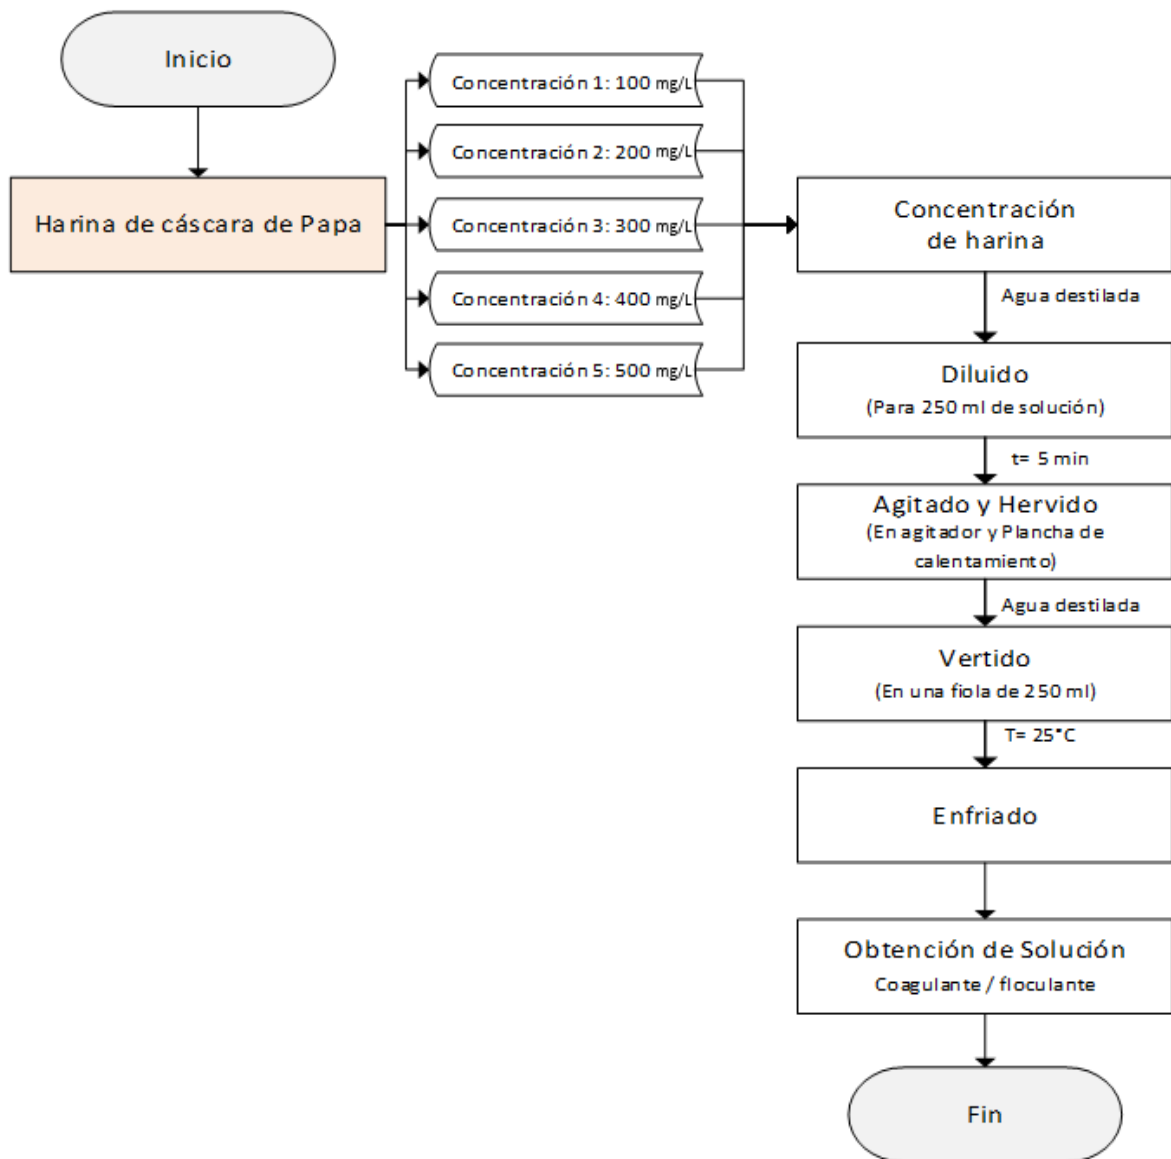 Inicio
Harina de cáscara de Papa
Concentración 1: 100 mg/L
Concentración 2: 200 mg/L
Concentración 3: 300 mg/L
Concentración 4: 400 mg/L
Concentración 5: 500 mg/L
Concentración
de harina
Agua destilada
Diluido
(Para 250 ml de solución)
t= 5 min
Agitado y Hervido
(En agitador y Plancha de
calentamiento)
Agua destilada
Vertido
(En una fiola de 250 ml)
T= 25°C
Enfriado
Obtención de Solución
Coagulante / floculante
Fin